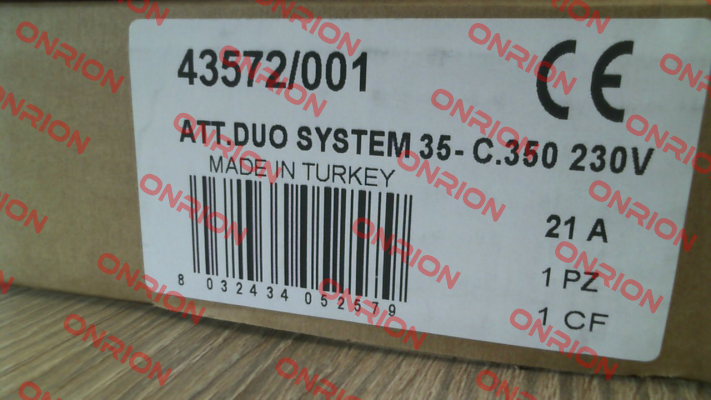 43572/001
CE
ATT.DUO SYSTEM 35- C.350 230V
MADE IN TURKEY
21 A
1 PZ
1 CF
8 032434 052579
ONRION